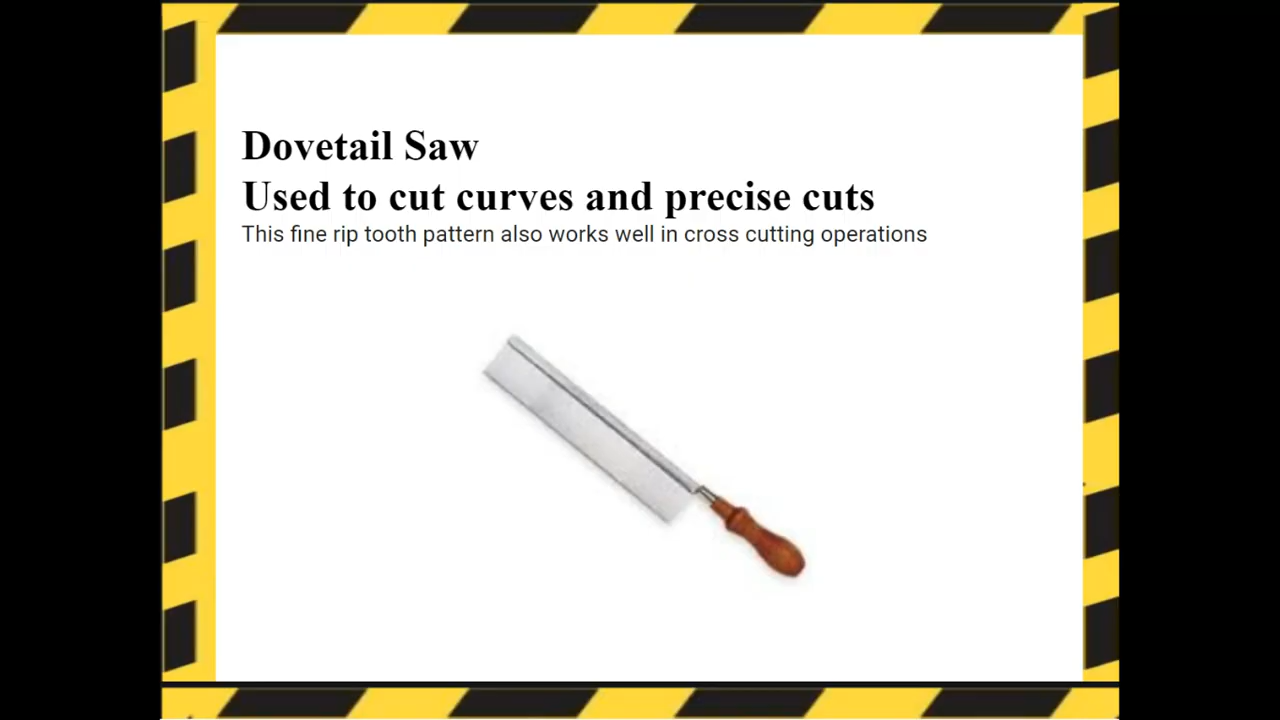 Dovetail Saw
Used to cut curves and precise cuts
This fine rip tooth pattern also works well in cross cutting operations